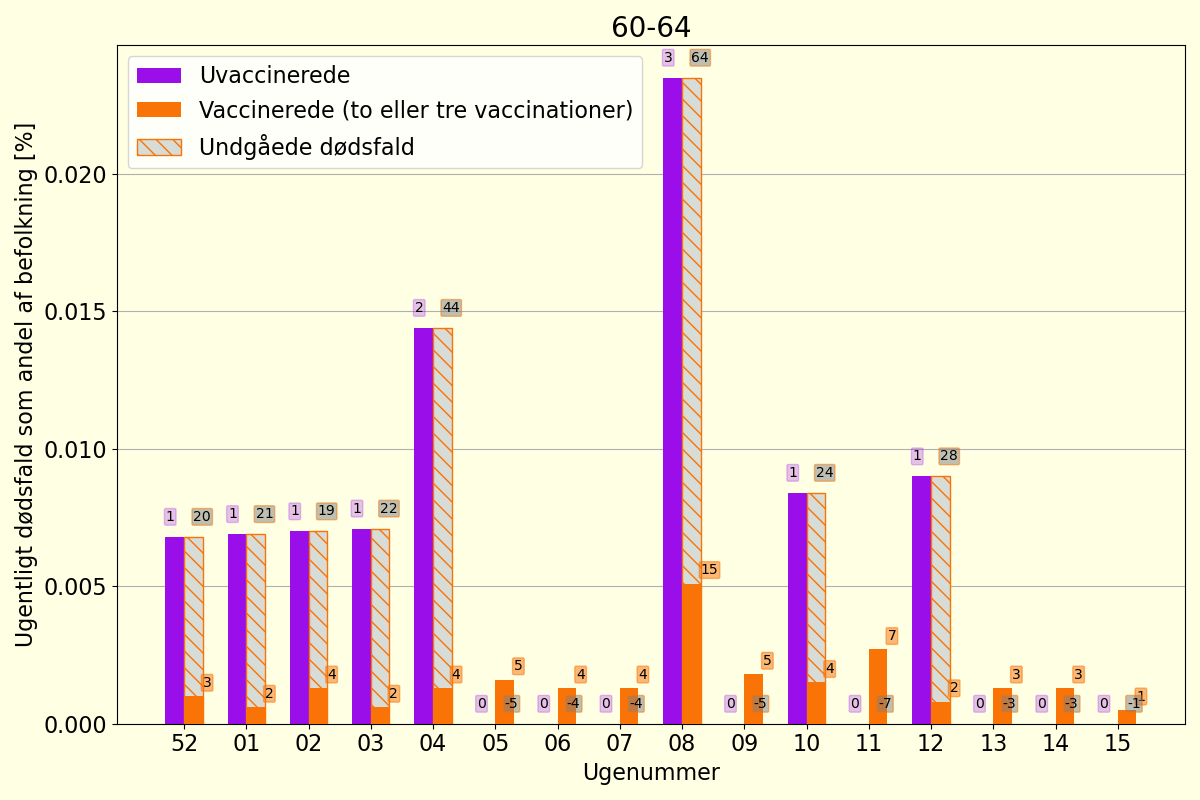 60-64
Uvaccinerede
Vaccinerede (to eller tre vaccinationer)
Undgåede dødsfald
Ugentligt dødsfald som andel af befolkning [%]
0.020
0.015
0.010
0.005
0.000
3 64
2 44
1 20 1 21 1 19 1 22
1 24
1 28
3 2 4 2 4
0 5 -5
0 4 -4
0 4 -4
15
0 5 -5
4
0 7 -7
2
0 3 -3
0 3 -3
0 1 -1
52 01 02 03 04 05 06 07 08 09 10 11 12 13 14 15
Ugenummer